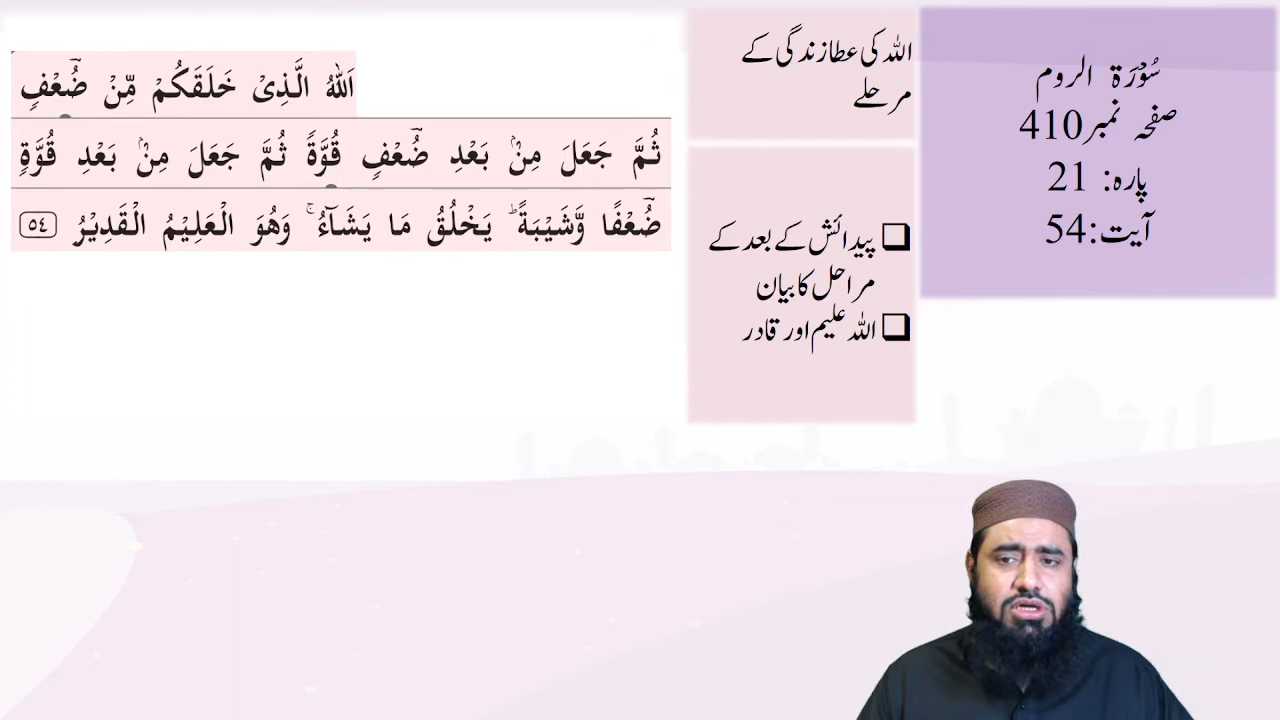 سُوْرَۃ الروم
صفحہ نمبر410
پارہ: 21
آیت:54
اللہ کی عطا زندگی کے
مرحلے
❑ پیدائش کے بعد کے
مراحل کا بیان
❑ اللہ علیم اور قادر
اَللّٰهُ الَّذِیْ خَلَقَكُمْ مِّنْ ضُؔعْفٍ
ثُمَّ جَعَلَ مِنْۢ بَعْدِ ضُؔعْفٍ قُوَّةً ثُمَّ جَعَلَ مِنْۢ بَعْدِ قُوَّةٍ
ضُؔعْفًا وَّشَیْبَةً ؕ یَخْلُقُ مَا یَشَآءُ ۚ وَهُوَ الْعَلِیْمُ الْقَدِیْرُ ۝٥٤